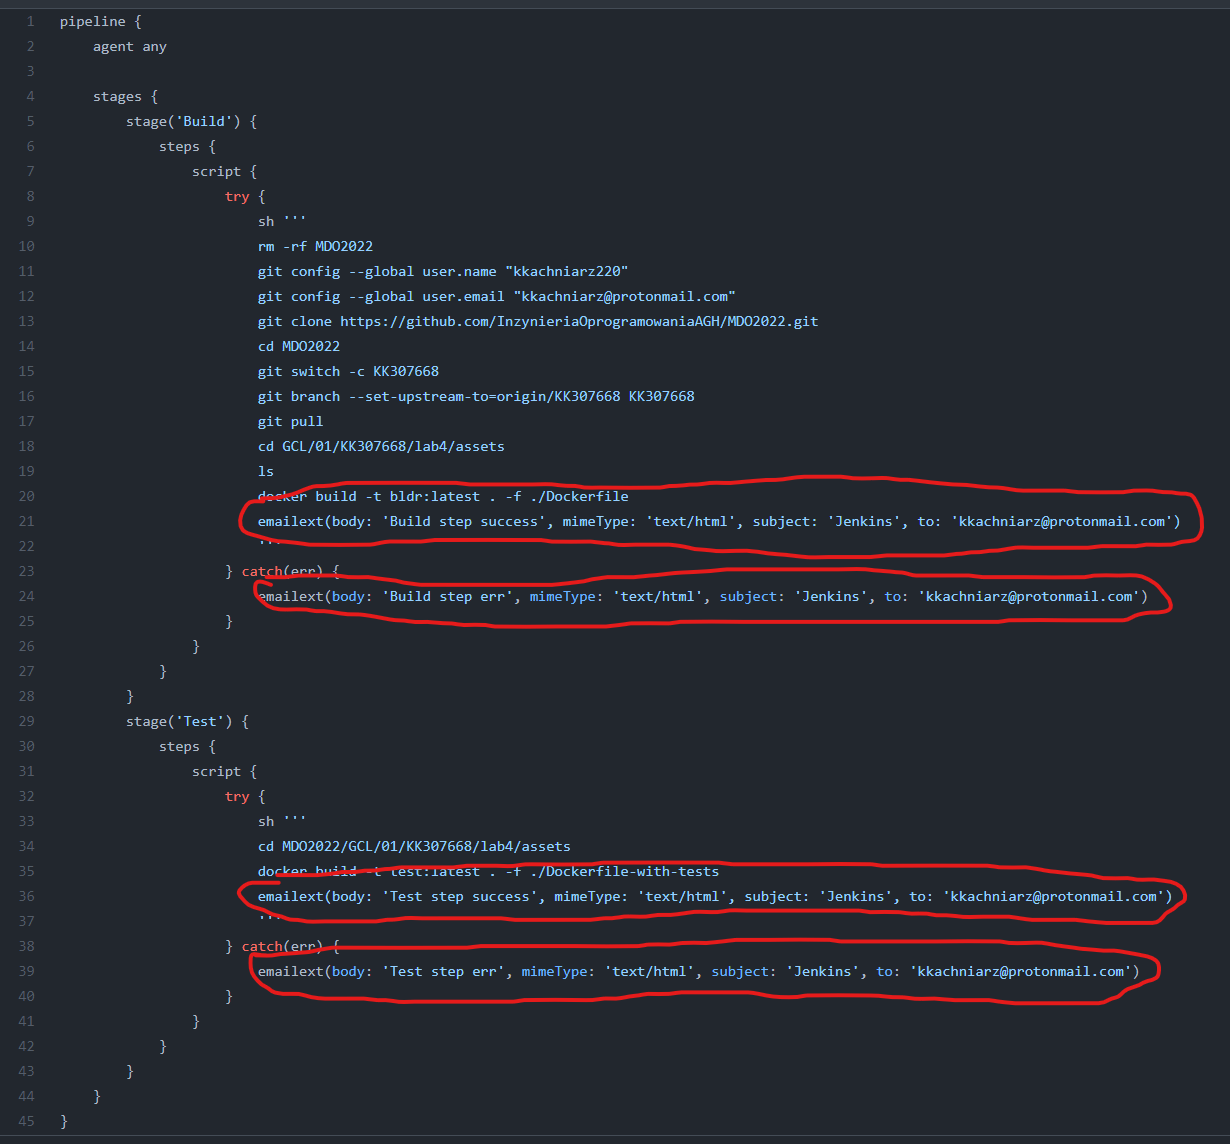 1 pipeline {
2 agent any
3
4 stages {
5 stage('Build') {
6 steps {
7 script {
8 try {
9 sh '''
10 rm -rf MDO2022
11 git config --global user.name "kkachniarz220"
12 git config --global user.email "kkachniarz@protonmail.com"
13 git clone https://github.com/InzynieriaOprogramowaniaAGH/MDO2022.git
14 cd MDO2022
15 git switch -c KK307668
16 git branch --set-upstream-to=origin/KK307668 KK307668
17 git pull
18 cd GCL/01/KK307668/lab4/assets
19 ls
20 docker build -t bldr:latest . -f ./Dockerfile
21 emailext(body: 'Build step success', mimeType: 'text/html', subject: 'Jenkins', to: 'kkachniarz@protonmail.com')
22 '''
23 } catch(err) {
24 emailext(body: 'Build step err', mimeType: 'text/html', subject: 'Jenkins', to: 'kkachniarz@protonmail.com')
25 }
26 }
27 }
28 }
29 stage('Test') {
30 steps {
31 script {
32 try {
33 sh '''
34 cd MDO2022/GCL/01/KK307668/lab4/assets
35 docker build -t test:latest . -f ./Dockerfile-with-tests
36 emailext(body: 'Test step success', mimeType: 'text/html', subject: 'Jenkins', to: 'kkachniarz@protonmail.com')
37 '''
38 } catch(err) {
39 emailext(body: 'Test step err', mimeType: 'text/html', subject: 'Jenkins', to: 'kkachniarz@protonmail.com')
40 }
41 }
42 }
43 }
44 }
45 }